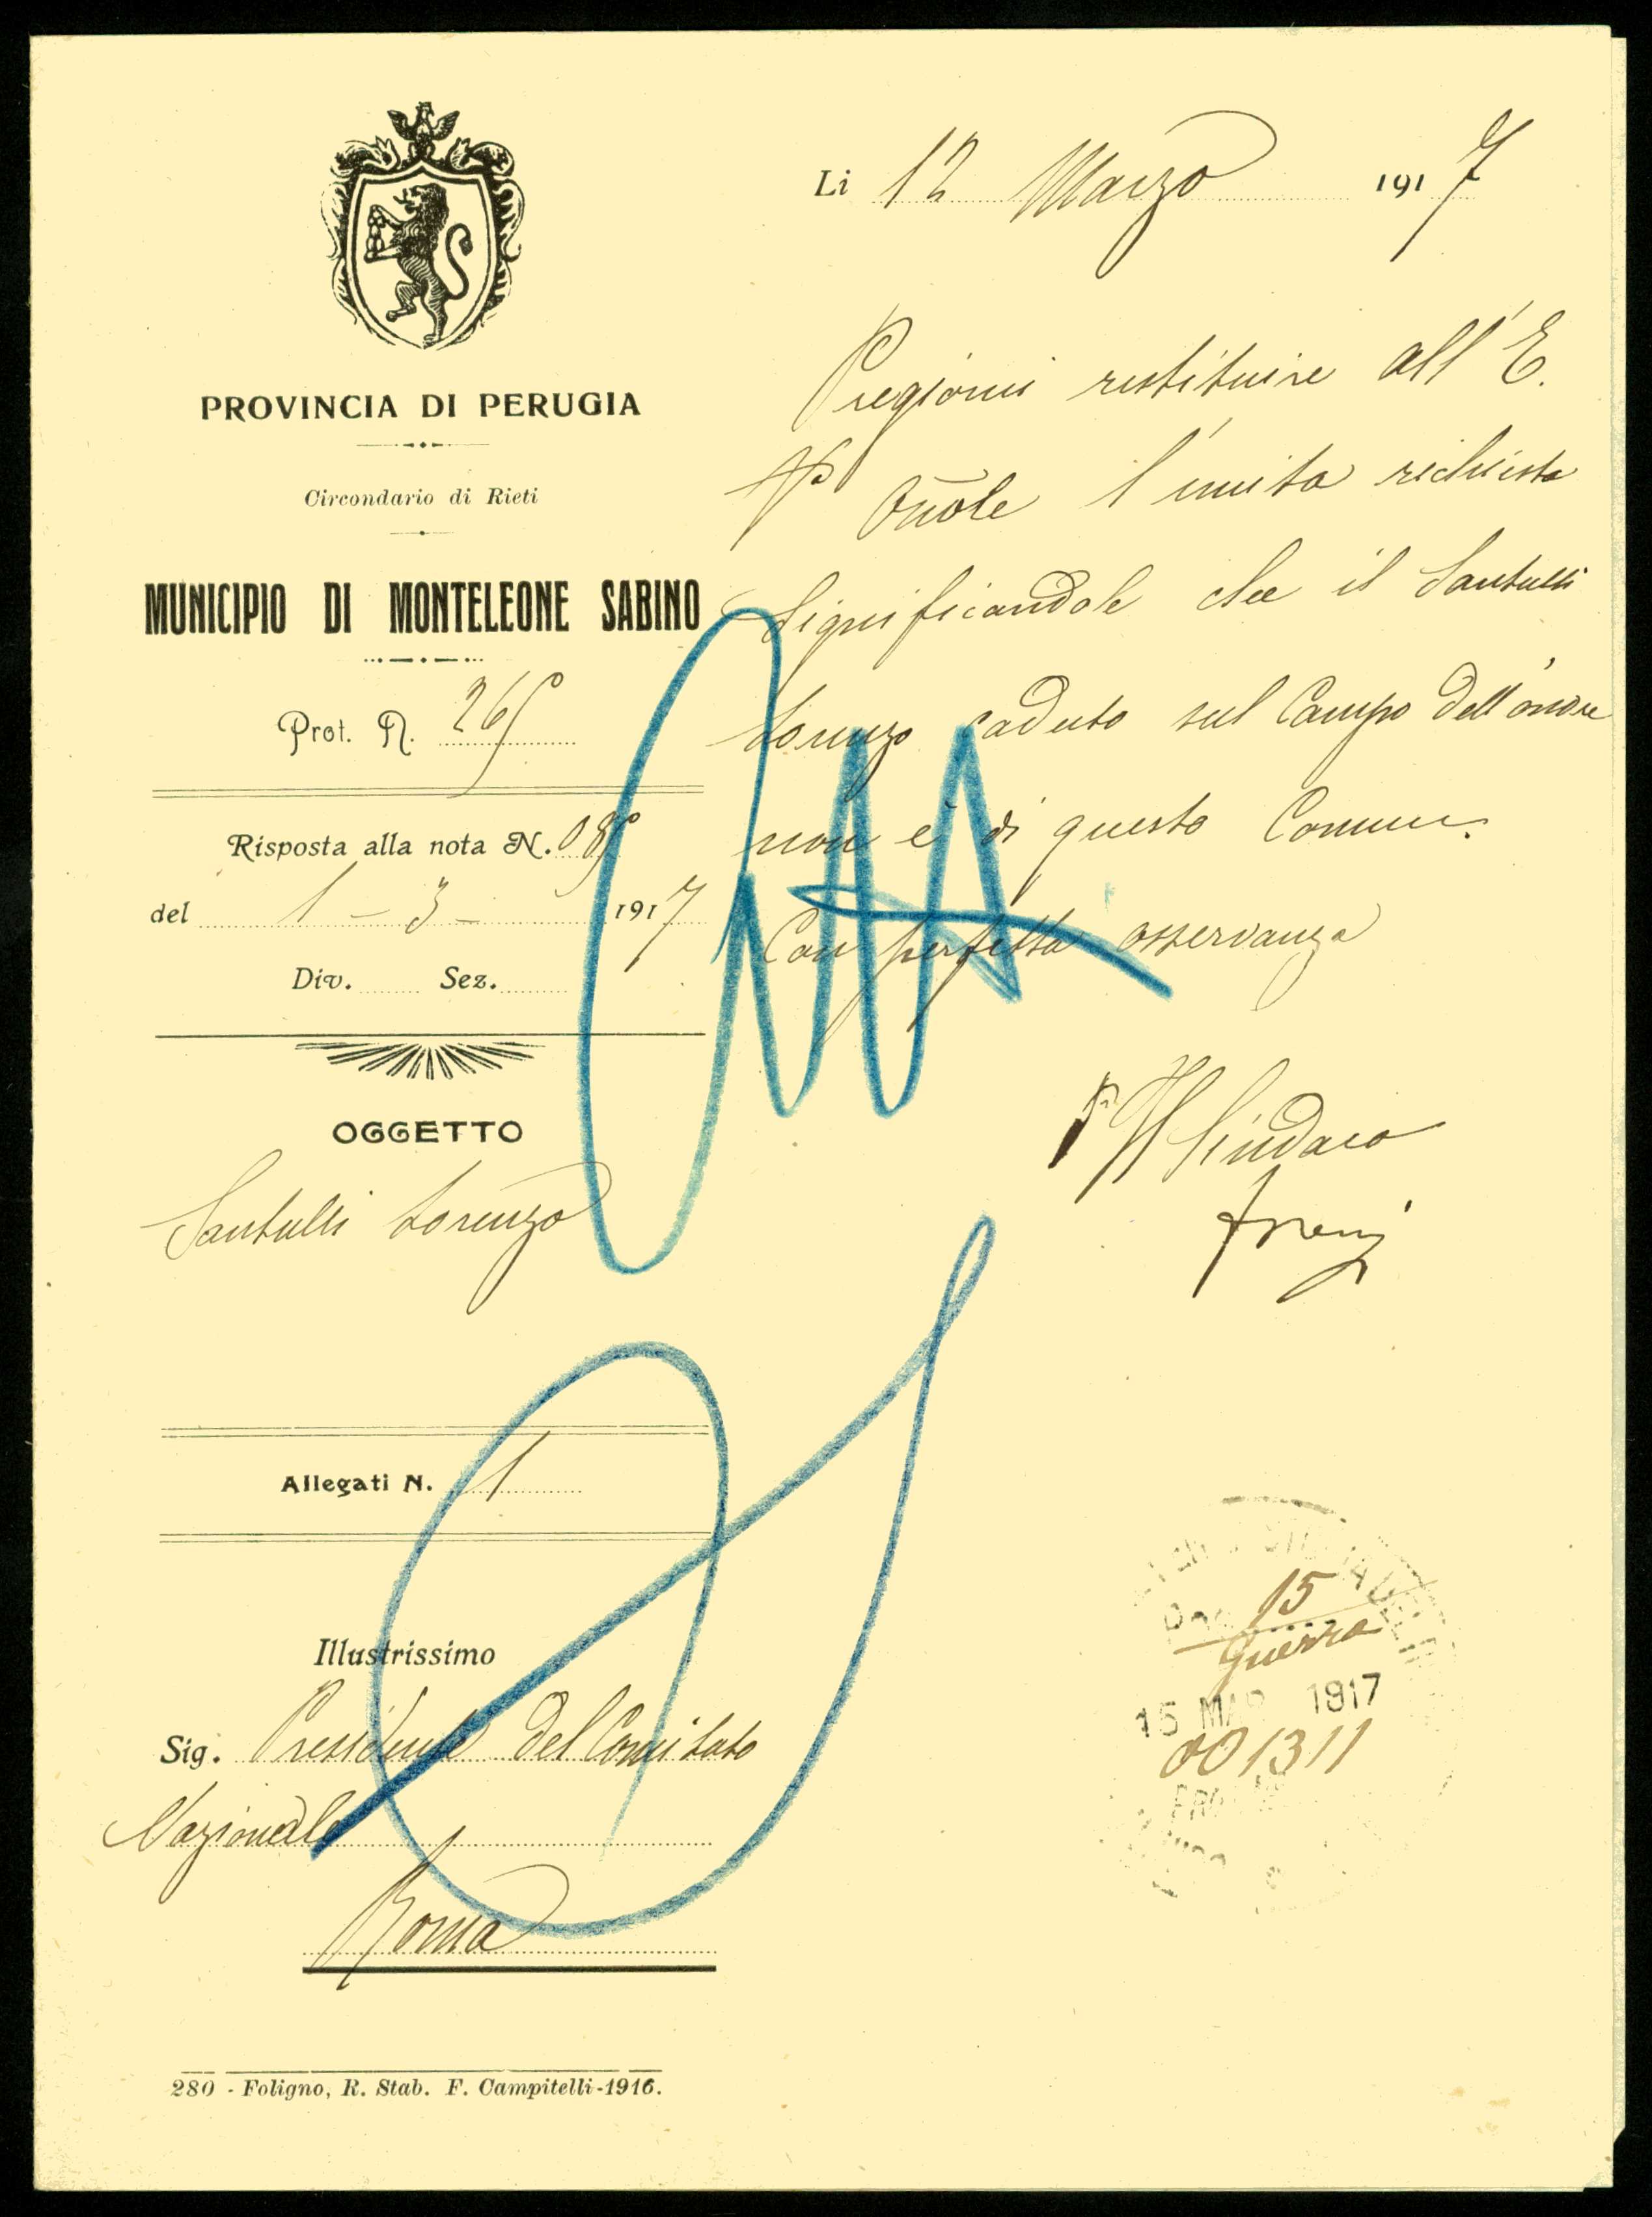 PROVINCIA DI PERUGIA
Circondario di Rieti
MUNICIPIO DI MONTELEONE SABINO
Prot. N. 265
Risposta alla nota N. 085
del 1-3-1917
Div. Sez.
OGGETTO
Santulli Lorenzo
Allegati N. 1
Illustrissimo
Sig. Presidente del Comitato
Nazionale
Roma
280 - Foligno, R. Stab. F. Campitelli-1916.
Li 12 Marzo 1917
Pregiomi restituire all'E.
Onole l'unita richiesta
significandole che il Santulli
Lorenzo caduto sul Campo dell'onore
non è di questo Comune.
Con perfetta osservanza
Il Sindaco
15
Guerra
15 MAR 1917
001311